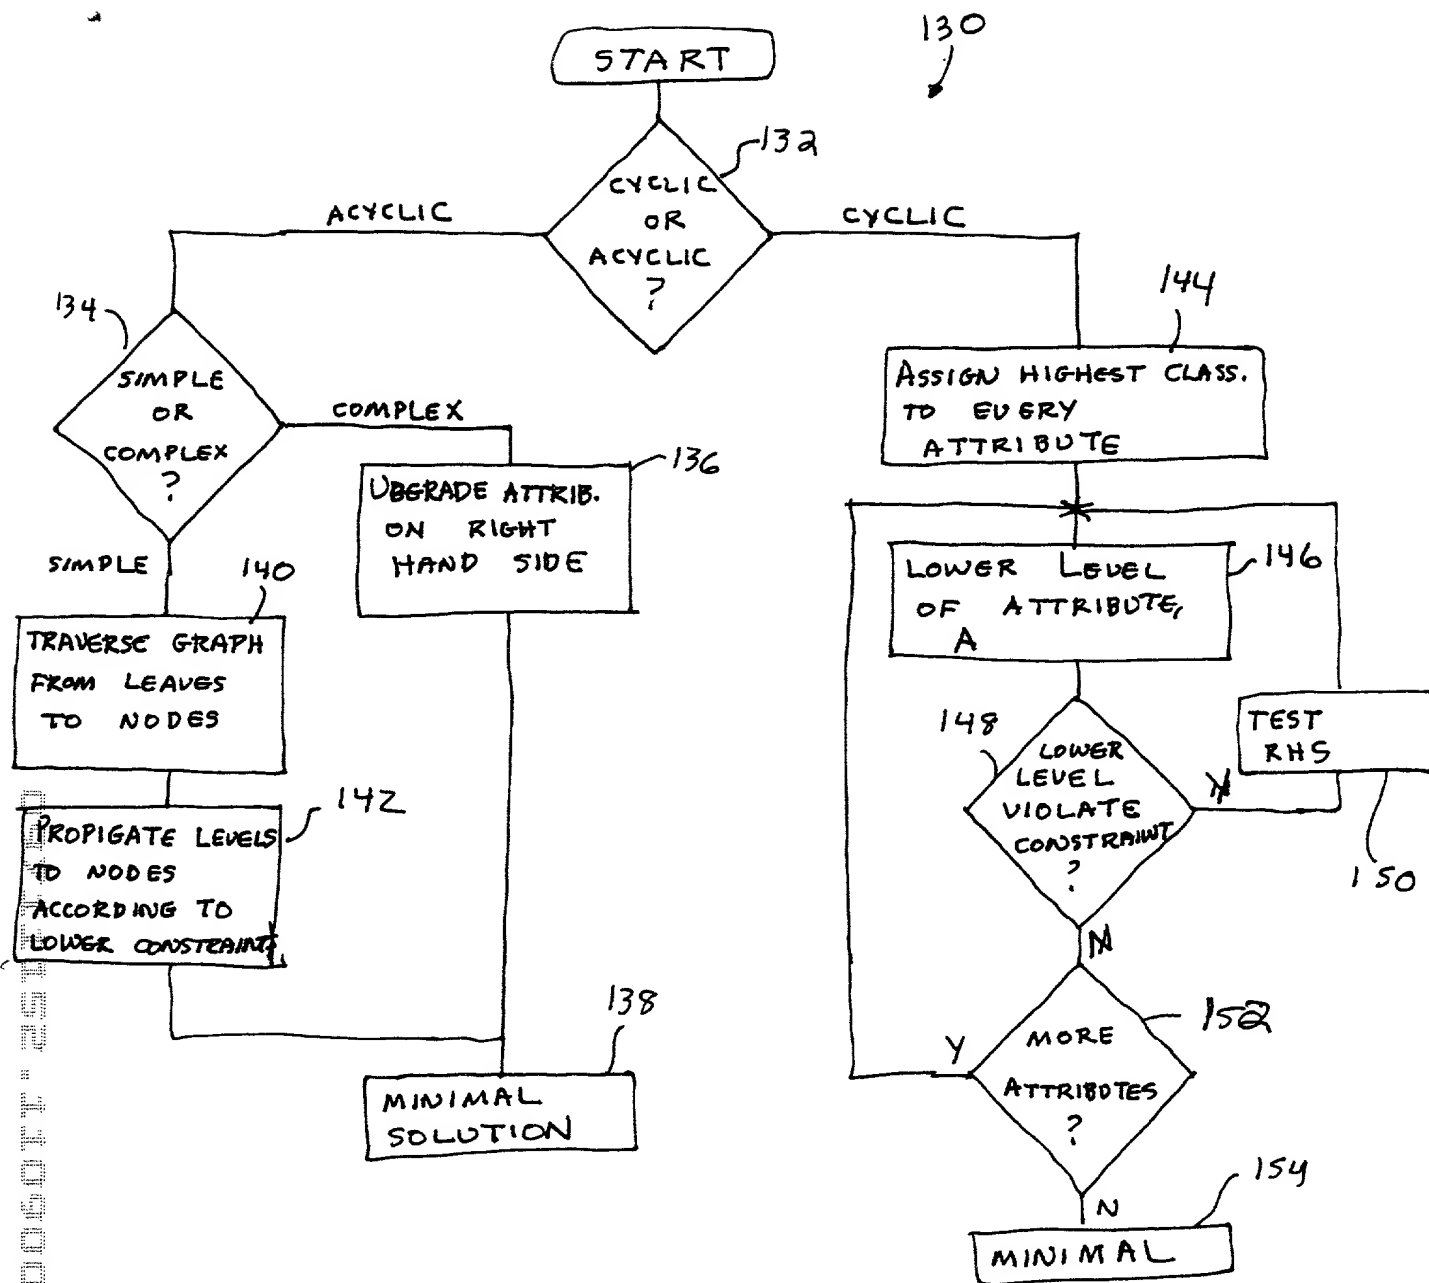 130
START
132
CYCLIC
OR
ACYCLIC
?
ACYCLIC
CYCLIC
134
SIMPLE
OR
COMPLEX
?
COMPLEX
SIMPLE
136
UBGRADE ATTRIB.
ON RIGHT
HAND SIDE
140
TRAVERSE GRAPH
FROM LEAVES
TO NODES
142
PROPIGATE LEVELS
TO NODES
ACCORDING TO
LOWER CONSTRAINT
138
MINIMAL
SOLUTION
144
ASSIGN HIGHEST CLASS.
TO EVERY
ATTRIBUTE
146
LOWER LEVEL
OF ATTRIBUTE,
A
148
LOWER
LEVEL
VIOLATE
CONSTRAINT
?
TEST
RHS
150
152
MORE
ATTRIBUTES
?
Y
N
154
MINIMAL